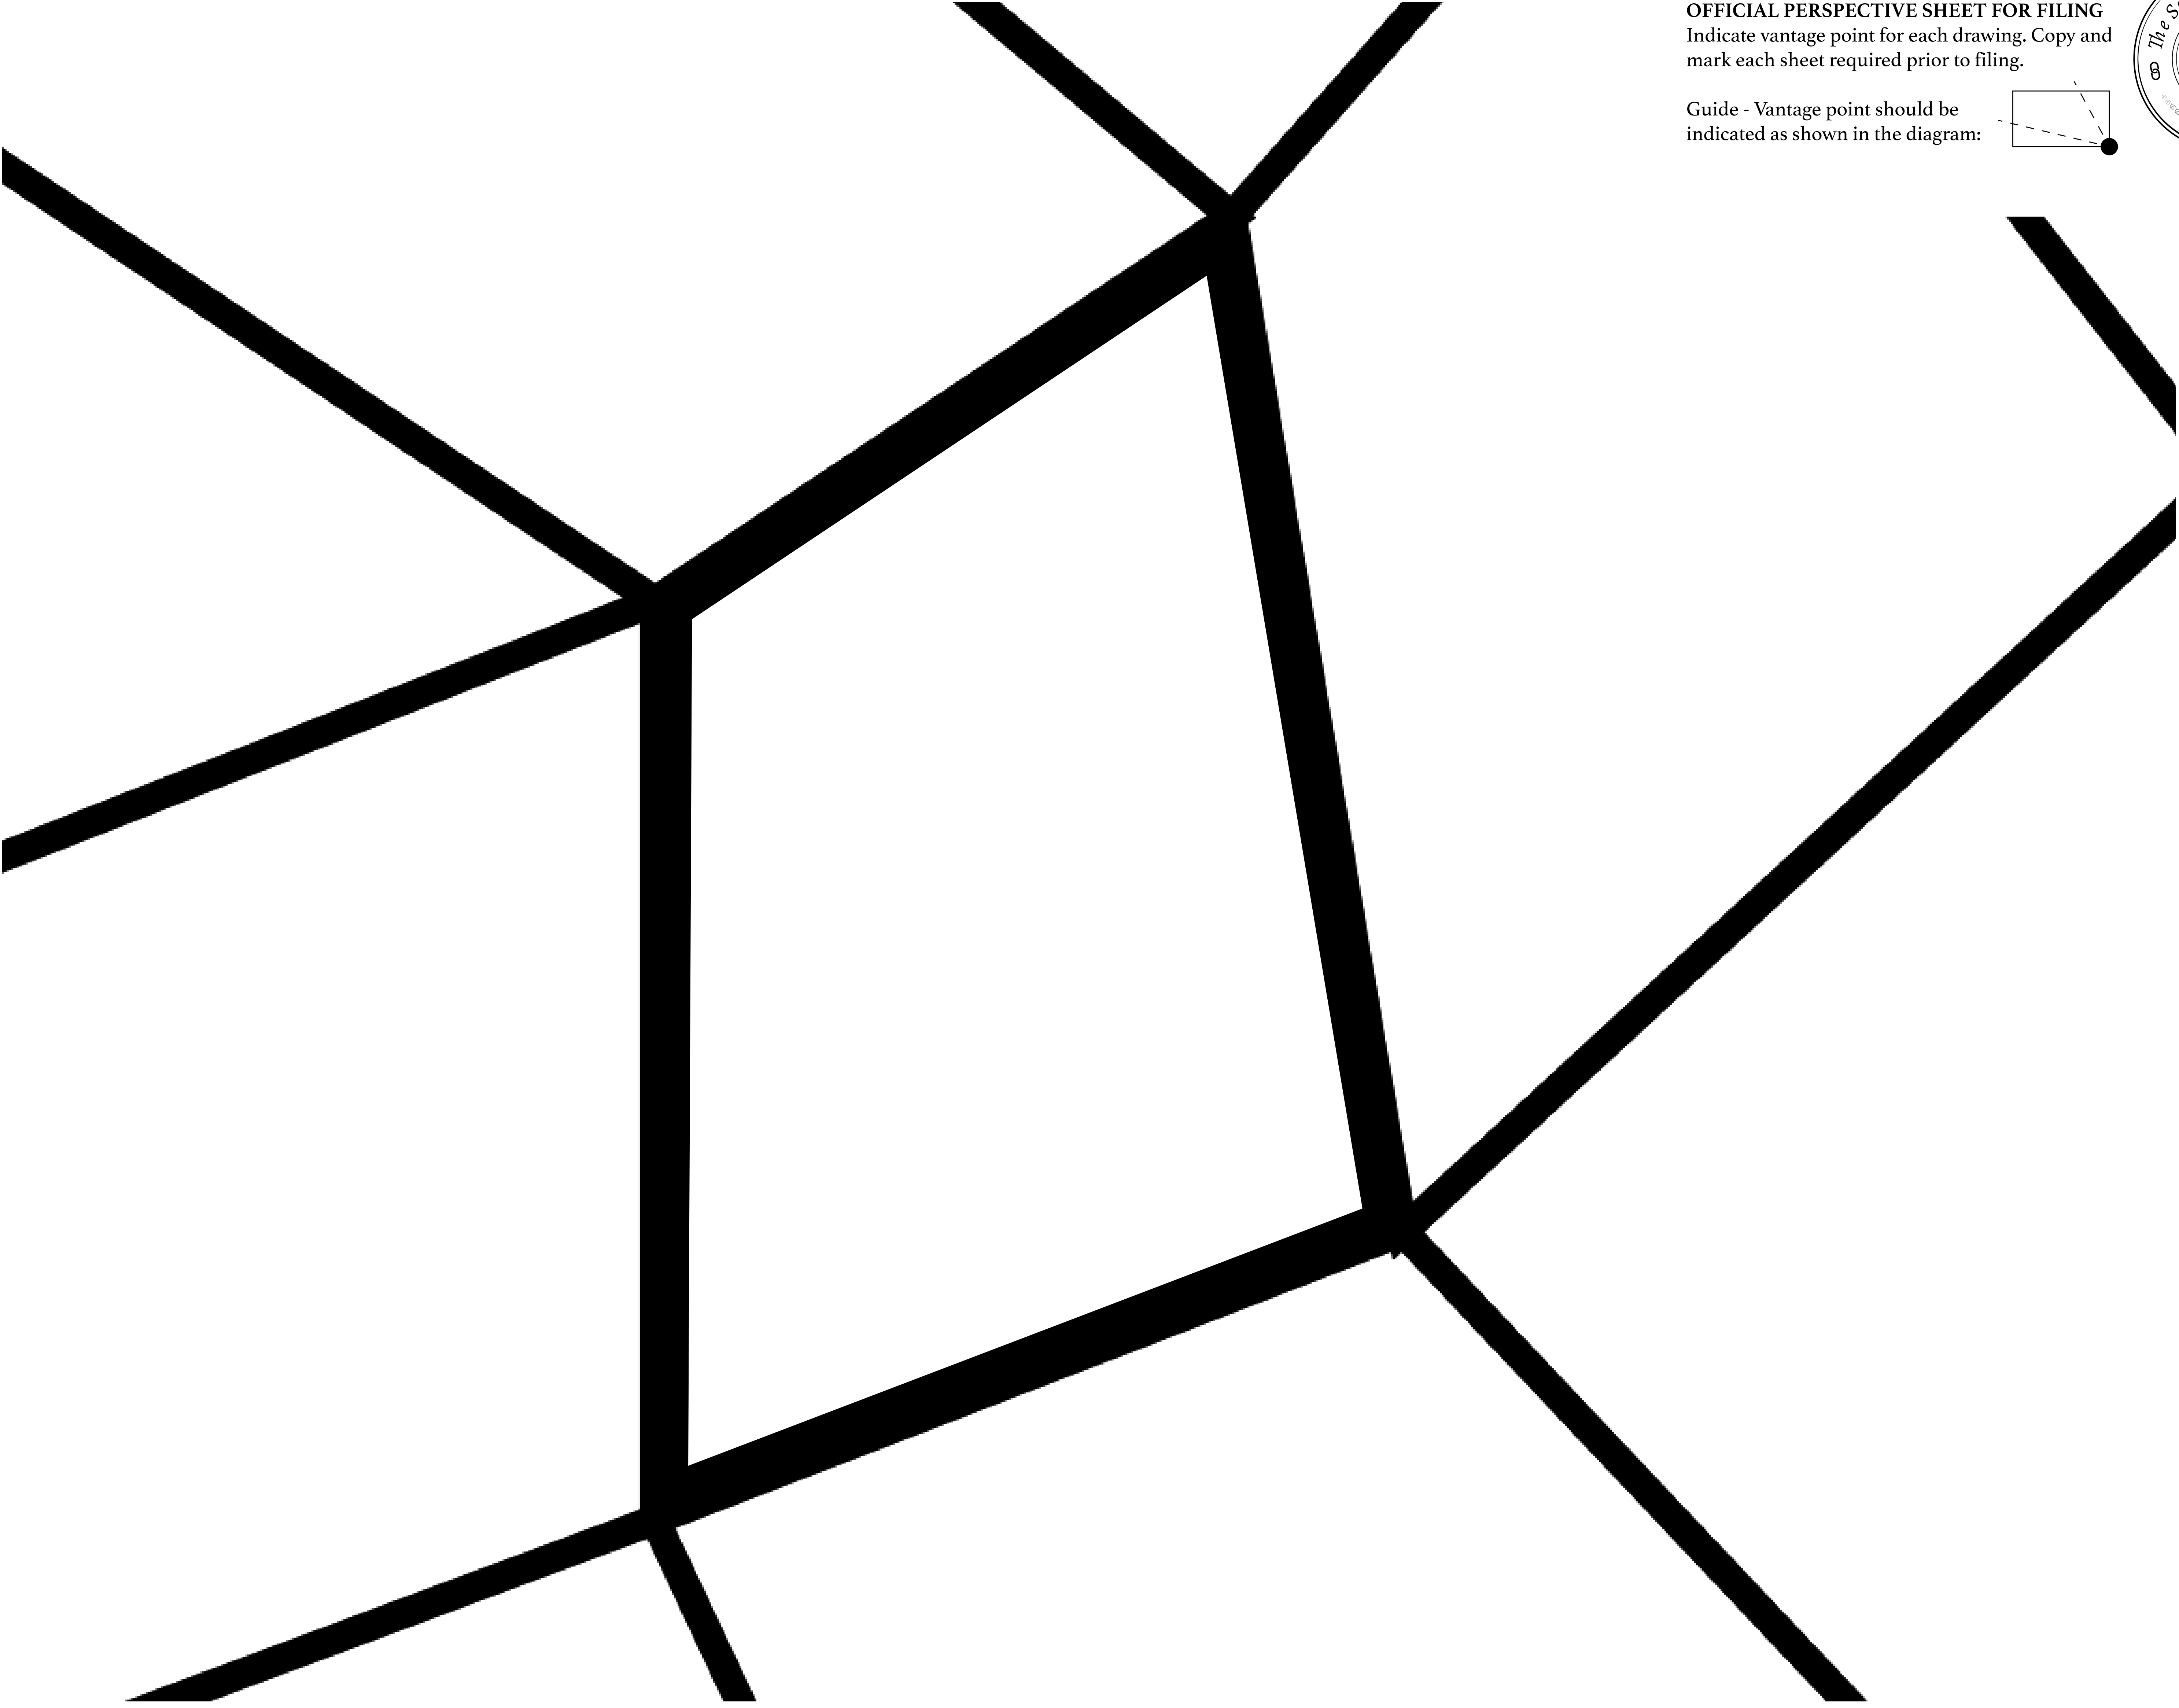 OFFICIAL PERSPECTIVE SHEET FOR FILING
Indicate vantage point for each drawing. Copy and
mark each sheet required prior to filing.
Guide - Vantage point should be
indicated as shown in the diagram:
The